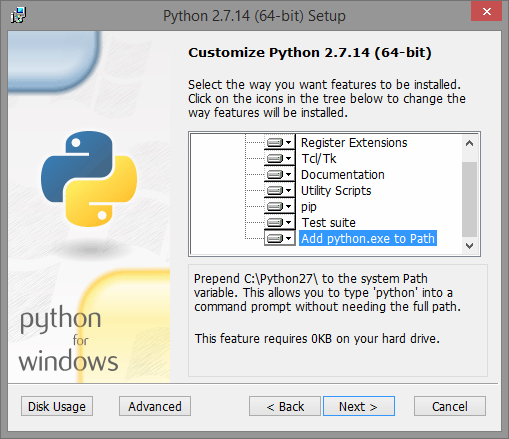 Python 2.7.14 (64-bit) Setup
Customize Python 2.7.14 (64-bit)
Select the way you want features to be installed.
Click on the icons in the tree below to change the
way features will be installed.
Register Extensions
Tcl/Tk
Documentation
Utility Scripts
pip
Test suite
Add python.exe to Path
Prepend C:\Python27\ to the system Path
variable. This allows you to type 'python' into a
command prompt without needing the full path.
This feature requires 0KB on your hard drive.
python
for
windows
Disk Usage
Advanced
< Back
Next >
Cancel